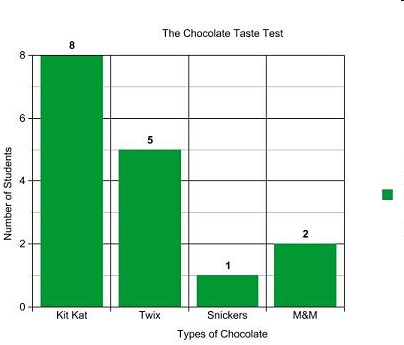 The Chocolate Taste Test
8
8
6
5
4
2
2
1
0
Number of Students
Kit Kat Twix Snickers M&M
Types of Chocolate